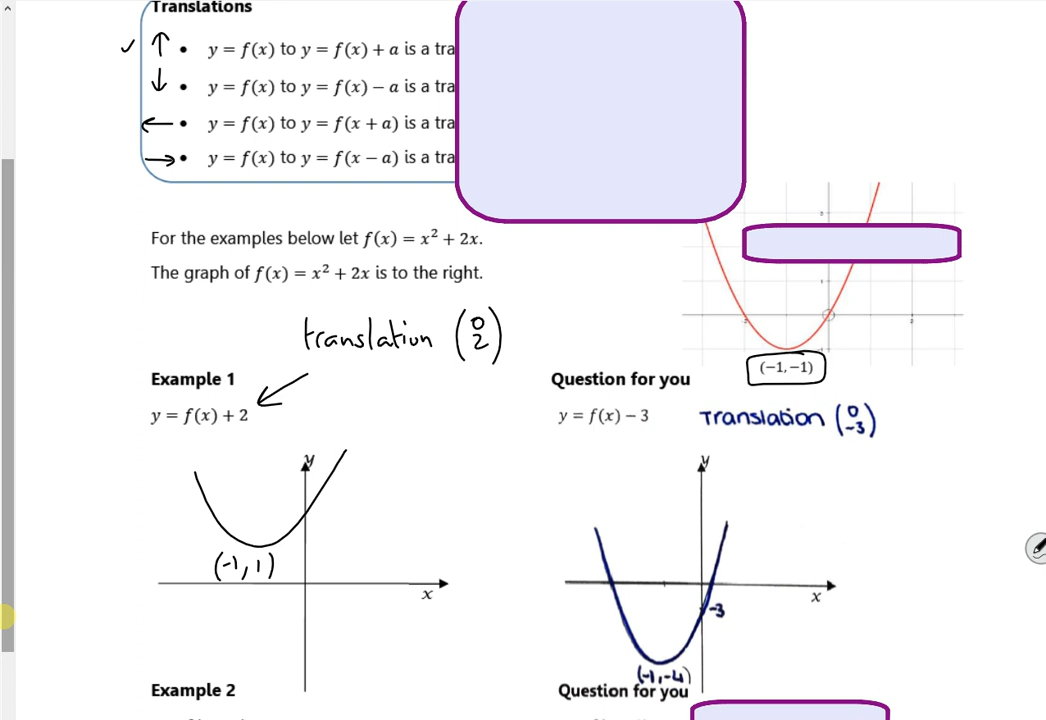 Translations
• y = f(x) to y = f(x) + a is a tra
• y = f(x) to y = f(x) − a is a tra
• y = f(x) to y = f(x + a) is a tra
• y = f(x) to y = f(x − a) is a tra
For the examples below let f(x) = x² + 2x.
The graph of f(x) = x² + 2x is to the right.
(−1, −1)
translation (0 2)
Example 1
y = f(x) + 2
y
(-1, 1)
x
Question for you
y = f(x) − 3
Translation (0 -3)
y
x
-3
(-1, -4)
Example 2
Question for you